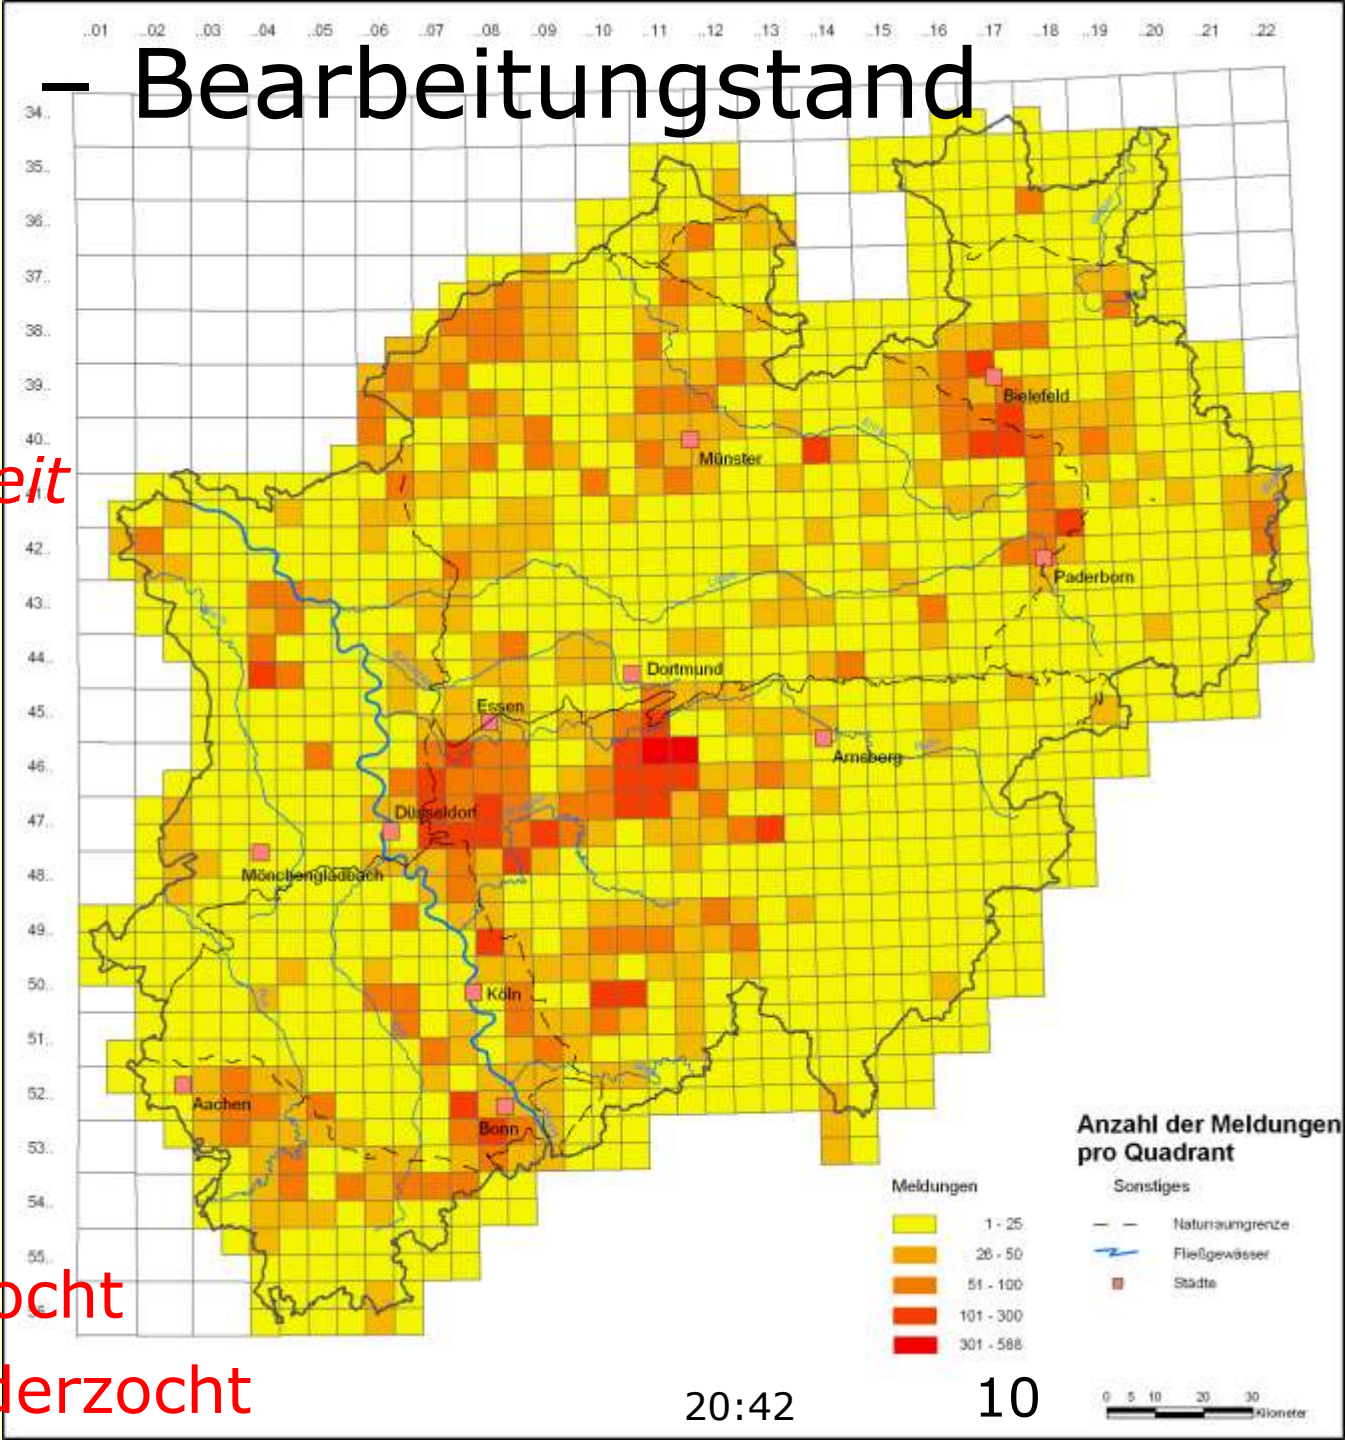 ..01 ..02 ..03 ..04 ..05 ..06 ..07 ..08 ..09 ..10 ..11 ..12 ..13 ..14 ..15 ..16 ..17 ..18 ..19 ..20 ..21 ..22
– Bearbeitungstand
34..
35..
36..
37..
38..
39..
Bielefeld
40..
Münster
eit
41..
42..
Paderborn
43..
44..
Dortmund
45..
Essen
Arnsberg
46..
Düsseldorf
47..
Mönchengladbach
48..
49..
50..
Köln
51..
52..
Aachen
Bonn
53..
54..
55..
Anzahl der Meldungen
pro Quadrant
Meldungen
Sonstiges
1 - 25
Naturraumgrenze
26 - 50
Fließgewässer
51 - 100
Städte
101 - 300
301 - 588
ocht
derzocht
20:42
10
0 5 10 20 30
Kilometer